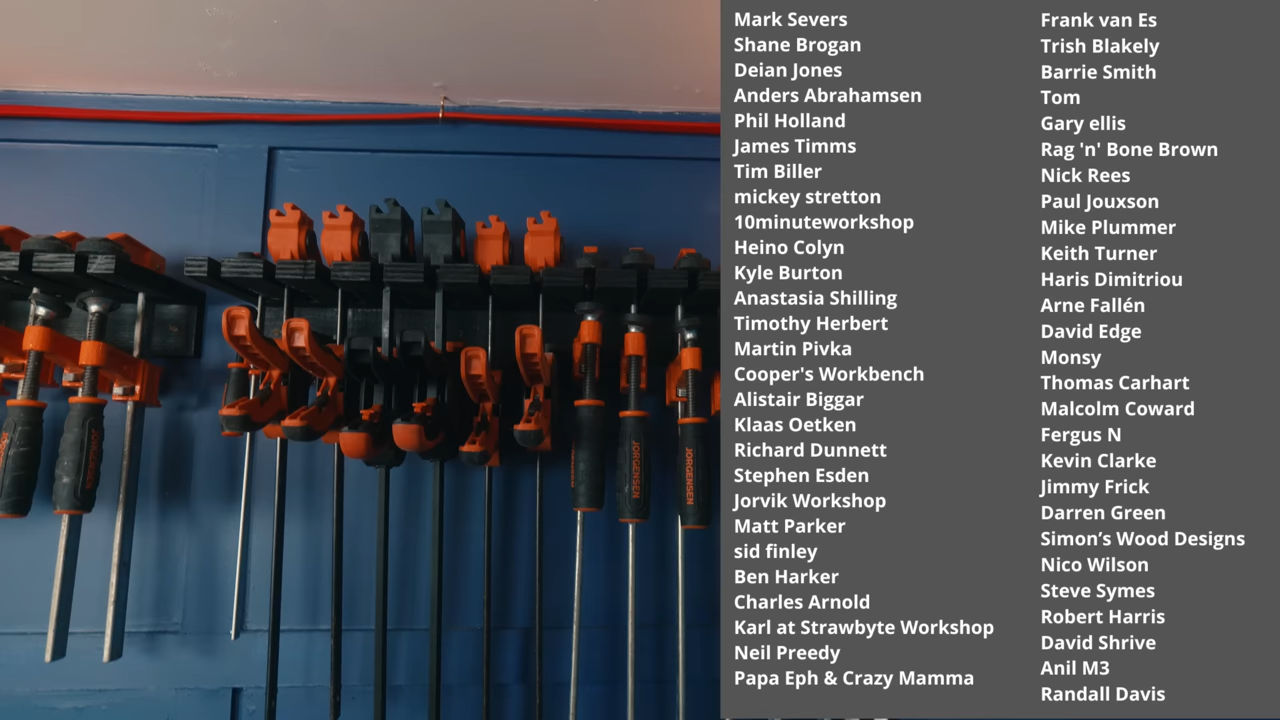 Mark Severs
Shane Brogan
Deian Jones
Anders Abrahamsen
Phil Holland
James Timms
Tim Biller
mickey stretton
10minuteworkshop
Heino Colyn
Kyle Burton
Anastasia Shilling
Timothy Herbert
Martin Pivka
Cooper's Workbench
Alistair Biggar
Klaas Oetken
Richard Dunnett
Stephen Esden
Jorvik Workshop
Matt Parker
sid finley
Ben Harker
Charles Arnold
Karl at Strawbyte Workshop
Neil Preedy
Papa Eph & Crazy Mamma
Frank van Es
Trish Blakely
Barrie Smith
Tom
Gary ellis
Rag 'n' Bone Brown
Nick Rees
Paul Jouxson
Mike Plummer
Keith Turner
Haris Dimitriou
Arne Fallén
David Edge
Monsy
Thomas Carhart
Malcolm Coward
Fergus N
Kevin Clarke
Jimmy Frick
Darren Green
Simon’s Wood Designs
Nico Wilson
Steve Symes
Robert Harris
David Shrive
Anil M3
Randall Davis
JORGENSEN
JORGENSEN